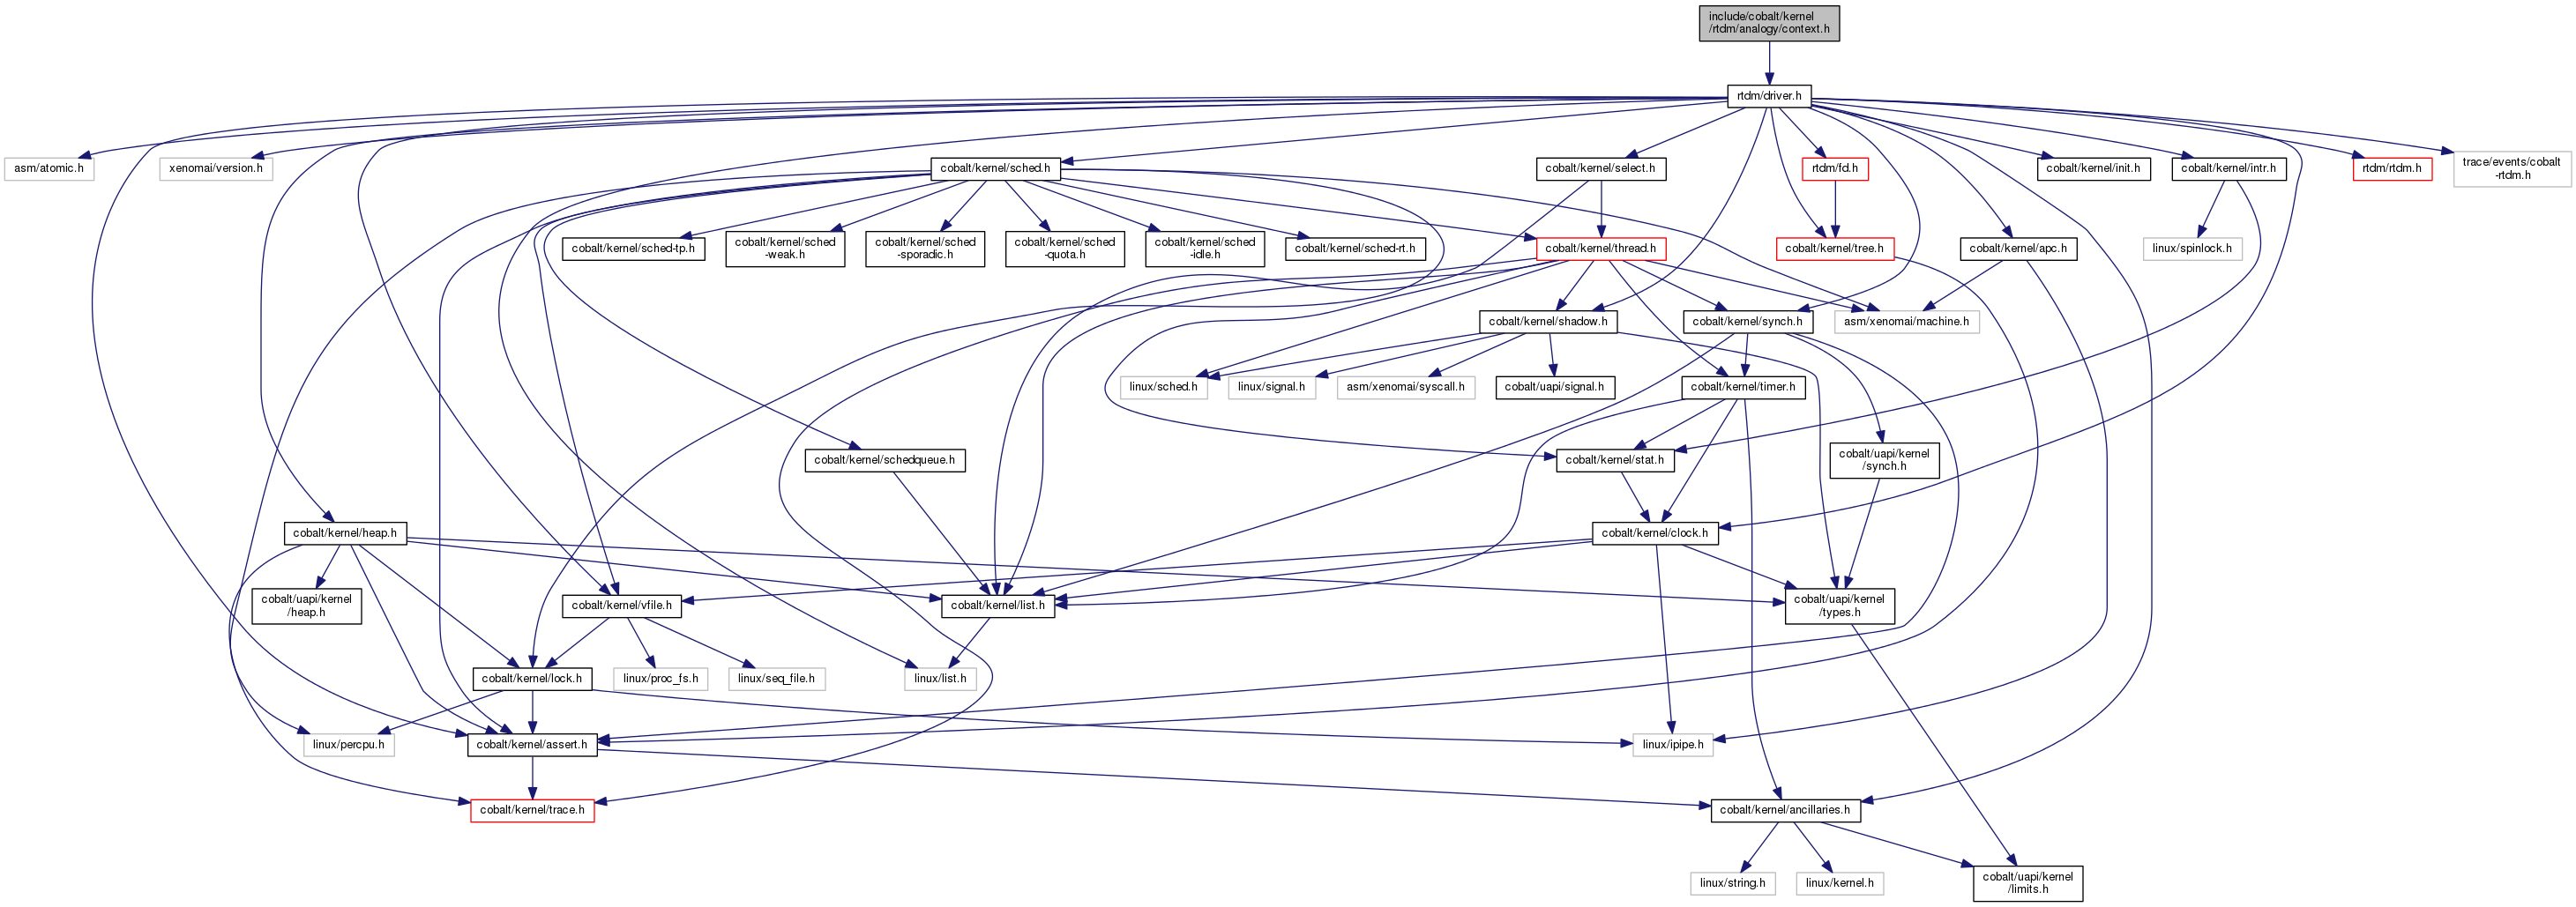 include/cobalt/kernel
/rtdm/analogy/context.h
rtdm/driver.h
asm/atomic.h
xenomai/version.h
cobalt/kernel/sched.h
cobalt/kernel/select.h
rtdm/fd.h
cobalt/kernel/init.h
cobalt/kernel/intr.h
rtdm/rtdm.h
trace/events/cobalt
-rtdm.h
cobalt/kernel/sched-tp.h
cobalt/kernel/sched
-weak.h
cobalt/kernel/sched
-sporadic.h
cobalt/kernel/sched
-quota.h
cobalt/kernel/sched
-idle.h
cobalt/kernel/sched-rt.h
cobalt/kernel/thread.h
cobalt/kernel/tree.h
cobalt/kernel/apc.h
linux/spinlock.h
cobalt/kernel/shadow.h
cobalt/kernel/synch.h
asm/xenomai/machine.h
linux/sched.h
linux/signal.h
asm/xenomai/syscall.h
cobalt/uapi/signal.h
cobalt/kernel/timer.h
cobalt/kernel/schedqueue.h
cobalt/kernel/stat.h
cobalt/uapi/kernel
/synch.h
cobalt/kernel/heap.h
cobalt/kernel/clock.h
cobalt/uapi/kernel
/heap.h
cobalt/kernel/vfile.h
cobalt/kernel/list.h
cobalt/uapi/kernel
/types.h
cobalt/kernel/lock.h
linux/proc_fs.h
linux/seq_file.h
linux/list.h
linux/percpu.h
cobalt/kernel/assert.h
linux/ipipe.h
cobalt/kernel/trace.h
cobalt/kernel/ancillaries.h
linux/string.h
linux/kernel.h
cobalt/uapi/kernel
/limits.h